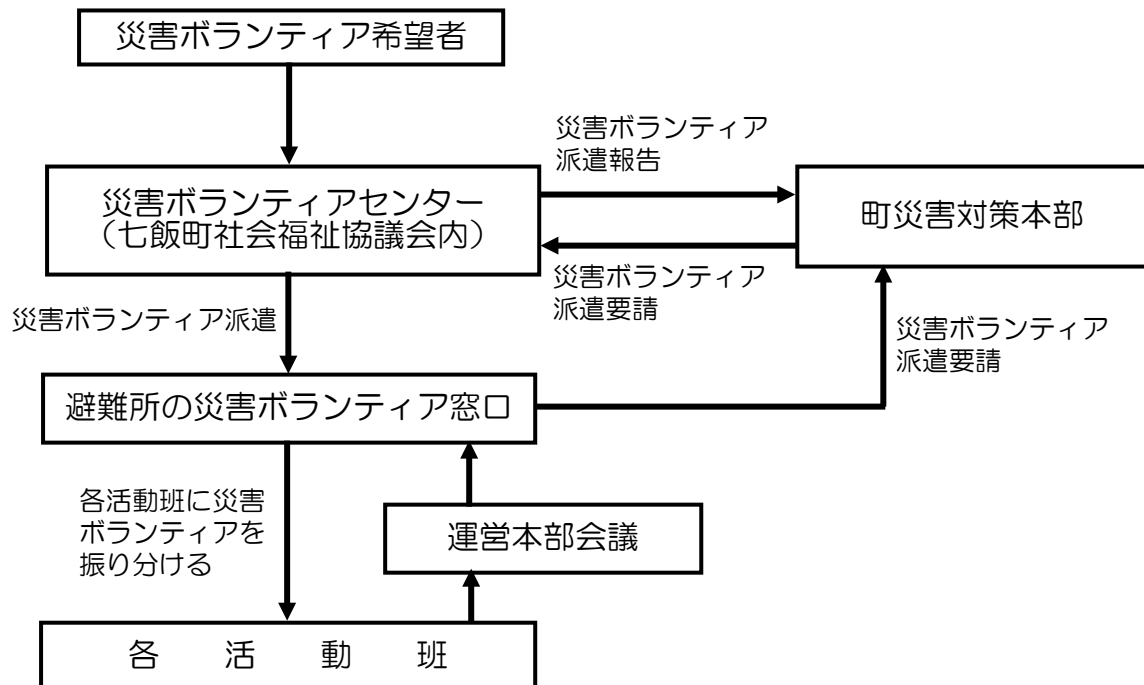 災害ボランティア希望者
災害ボランティア
派遣報告
災害ボランティアセンター
（七飯町社会福祉協議会内）
町災害対策本部
災害ボランティア
派遣要請
災害ボランティア派遣
災害ボランティア
派遣要請
避難所の災害ボランティア窓口
各活動班に災害
ボランティアを
振り分ける
運営本部会議
各　活　動　班